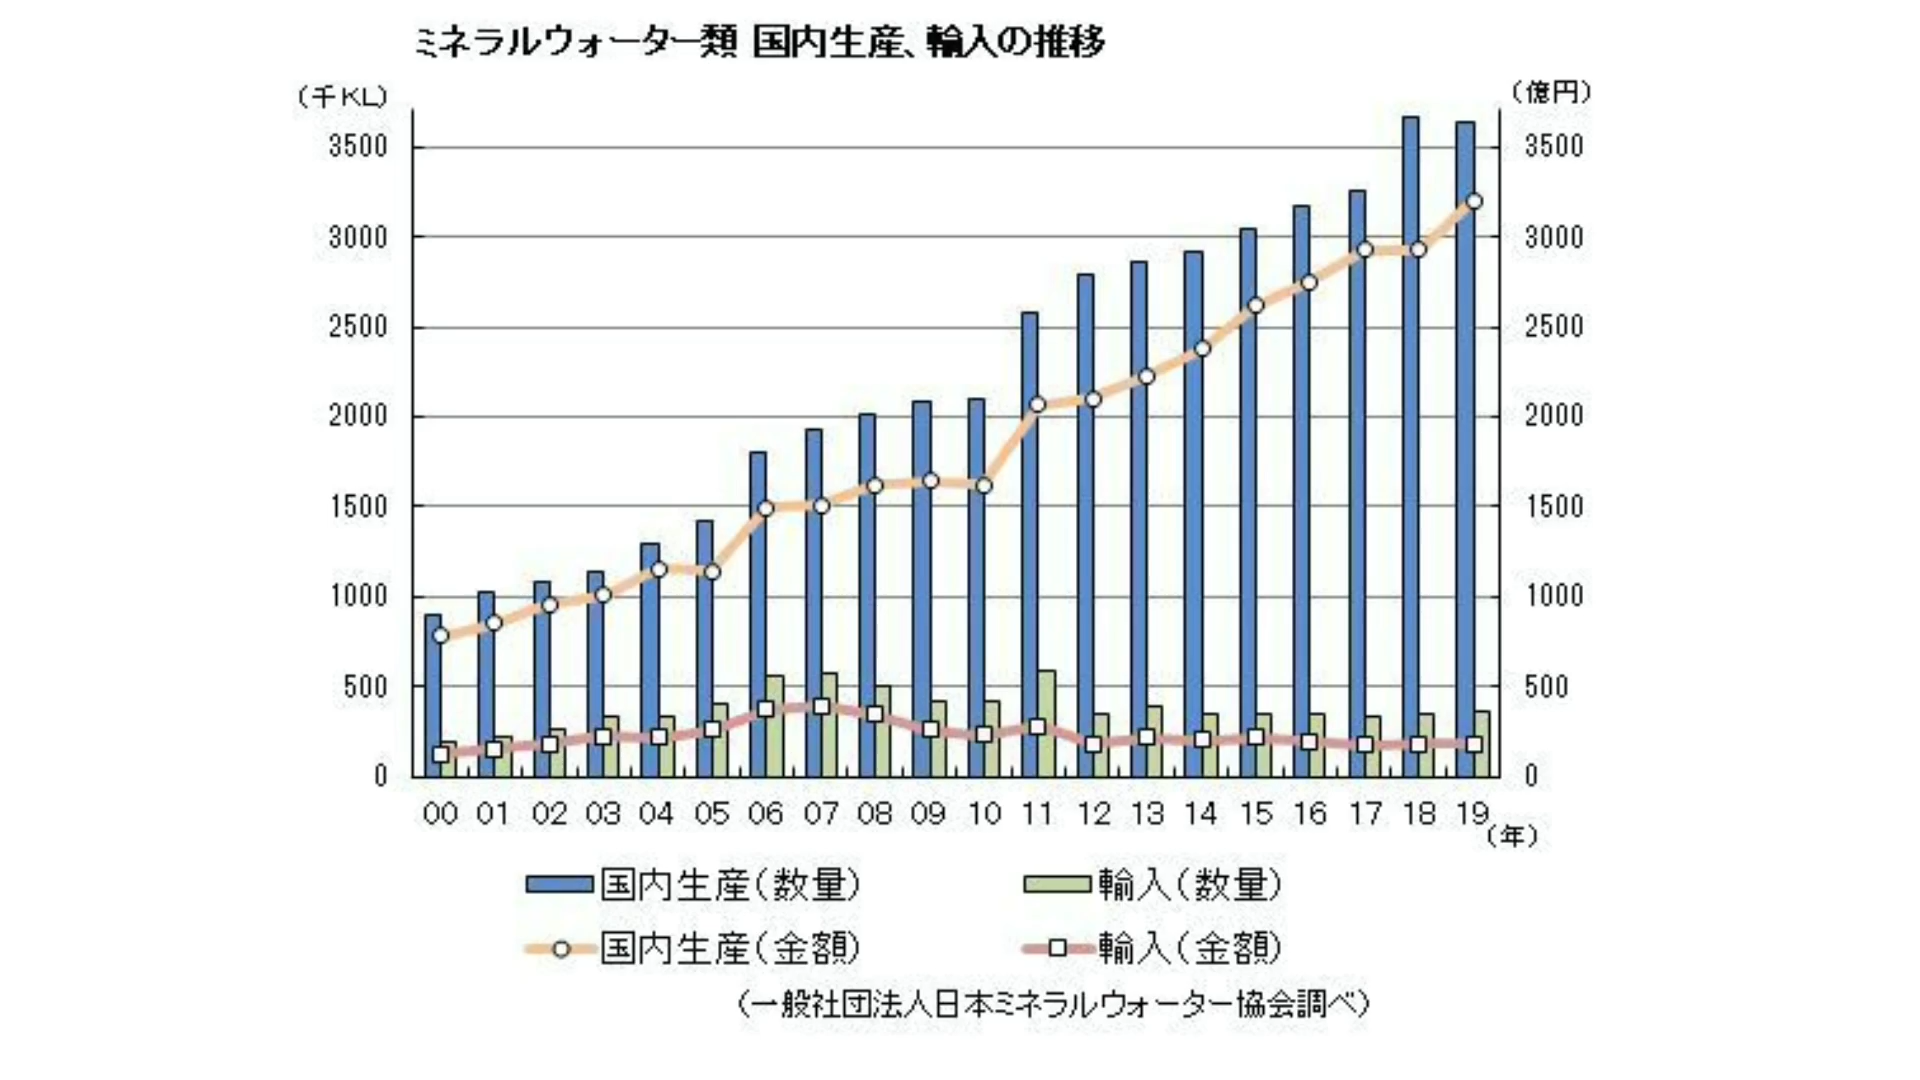 ミネラルウォーター類 国内生産、輸入の推移
(千KL)
(億円)
3500
3000
2500
2000
1500
1000
500
0
3500
3000
2500
2000
1500
1000
500
0
00 01 02 03 04 05 06 07 08 09 10 11 12 13 14 15 16 17 18 19
(年)
国内生産(数量) 輸入(数量)
国内生産(金額) 輸入(金額)
(一般社団法人日本ミネラルウォーター協会調べ)